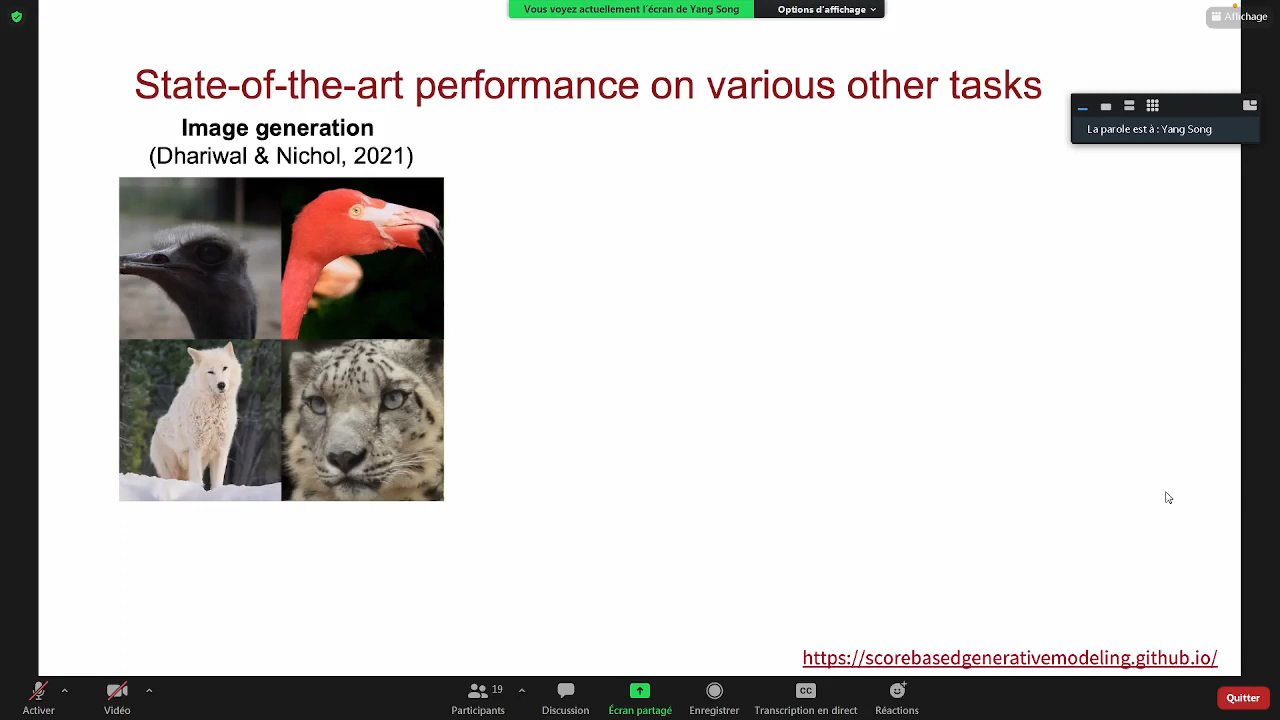 Vous voyez actuellement l'écran de Yang Song
Options d'affichage
Affichage
State-of-the-art performance on various other tasks
Image generation
(Dhariwal & Nichol, 2021)
La parole est à : Yang Song
https://scorebasedgenerativemodeling.github.io/
Activer
Vidéo
19
Participants
Discussion
Écran partagé
Enregistrer
CC
Transcription en direct
Réactions
Quitter